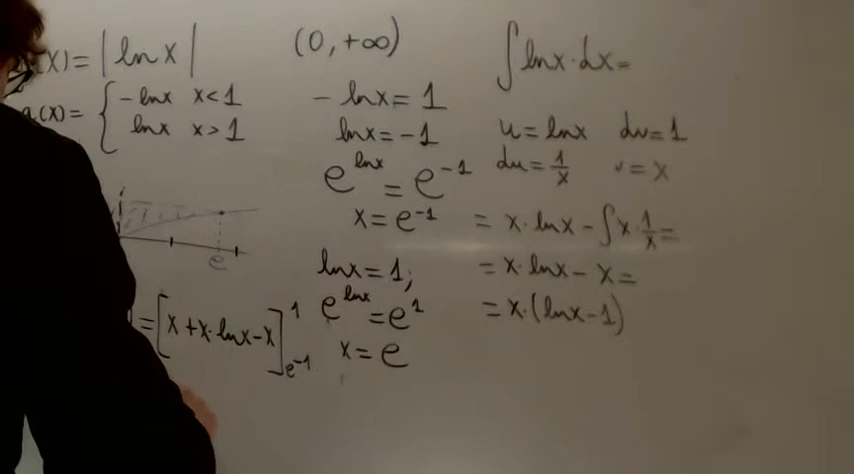 (x) = |ln x|
(0, +∞)
∫ ln x · dx =
g(x) = { -ln x  x < 1
ln x  x > 1
- ln x = 1
ln x = -1
e^{ln x} = e^{-1}
x = e^{-1}
ln x = 1;
e^{ln x} = e^1
x = e
u = ln x  dv = 1
du = 1/x  v = x
= x · ln x - ∫ x · 1/x =
= x · ln x - x =
= x · (ln x - 1)
e
= [x + x · ln x - x]_{e^{-1}}^{1}